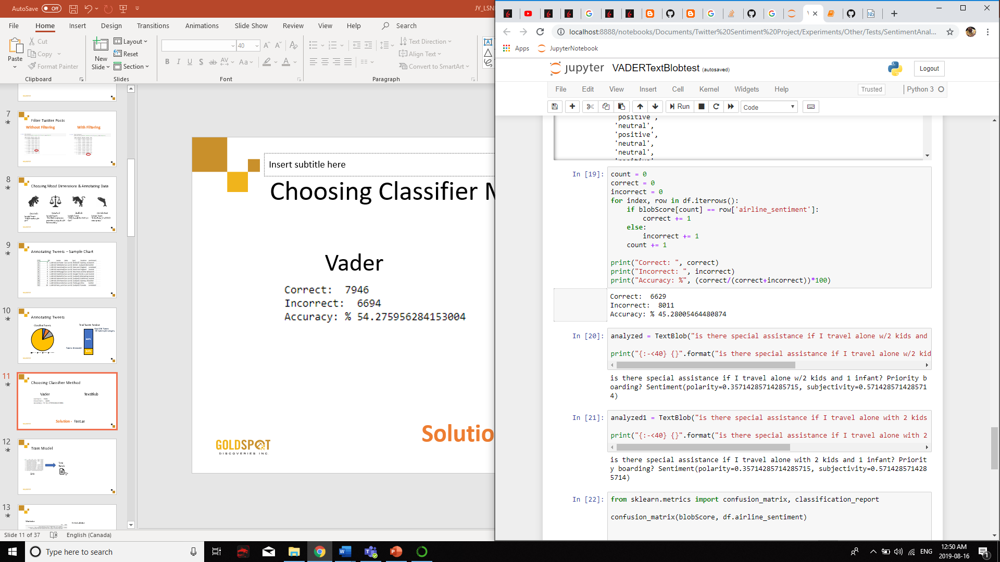 AutoSave Off
JY_LSN
File Home Insert Design Transitions Animations Slide Show Review View Help Search
Paste
Cut
Copy
Format Painter
Clipboard
New Slide
Layout
Reset
Section
Slides
40
B I U S ab AV Aa A
Font
Text Direction
Align Text
Convert to SmartArt
Paragraph
7
Filter Twitter Posts
Without Filtering With Filtering
8
Choosing Mood Dimensions & Annotating Data
9
Annotating Tweets – Sample Chart
10
Annotating Tweets
11
Choosing Classifier Method
Vader TextBlob
Solution - Fast.ai
12
Train Model
13
Insert subtitle here
Choosing Classifier M
Vader
Correct:  7946
Incorrect:  6694
Accuracy: % 54.275956284153004
Solutio
GOLDSPOT
DISCOVERIES INC.
Slide 11 of 37 English (Canada)
localhost:8888/notebooks/Documents/Twitter%20Sentiment%20Project/Experiments/Other/Tests/SentimentAnal...
Apps JupyterNotebook
jupyter VADERTextBlobtest (autosaved)
Logout
File Edit View Insert Cell Kernel Widgets Help
Trusted Python 3
Run Code
'positive',
'neutral',
'positive',
'neutral',
'neutral',
'positive'
In [19]:
count = 0
correct = 0
incorrect = 0
for index, row in df.iterrows():
    if blobScore[count] == row['airline_sentiment']:
        correct += 1
    else:
        incorrect += 1
    count += 1
print("Correct: ", correct)
print("Incorrect: ", incorrect)
print("Accuracy: %", (correct/(correct+incorrect))*100)
Correct:  6629
Incorrect:  8011
Accuracy: % 45.28005464480874
In [20]:
analyzed = TextBlob("is there special assistance if I travel alone w/2 kids and
print("{:-<40} {}".format("is there special assistance if I travel alone w/2 kid
is there special assistance if I travel alone w/2 kids and 1 infant? Priority b
oarding? Sentiment(polarity=0.35714285714285715, subjectivity=0.571428571428571
4)
In [21]:
analyzed1 = TextBlob("is there special assistance if I travel alone with 2 kids
print("{:-<40} {}".format("is there special assistance if I travel alone with 2
is there special assistance if I travel alone with 2 kids and 1 infant? Priorit
y boarding? Sentiment(polarity=0.35714285714285715, subjectivity=0.571428571428
5714)
In [22]:
from sklearn.metrics import confusion_matrix, classification_report
confusion_matrix(blobScore, df.airline_sentiment)
Type here to search
ENG
12:50 AM
2019-08-16
1